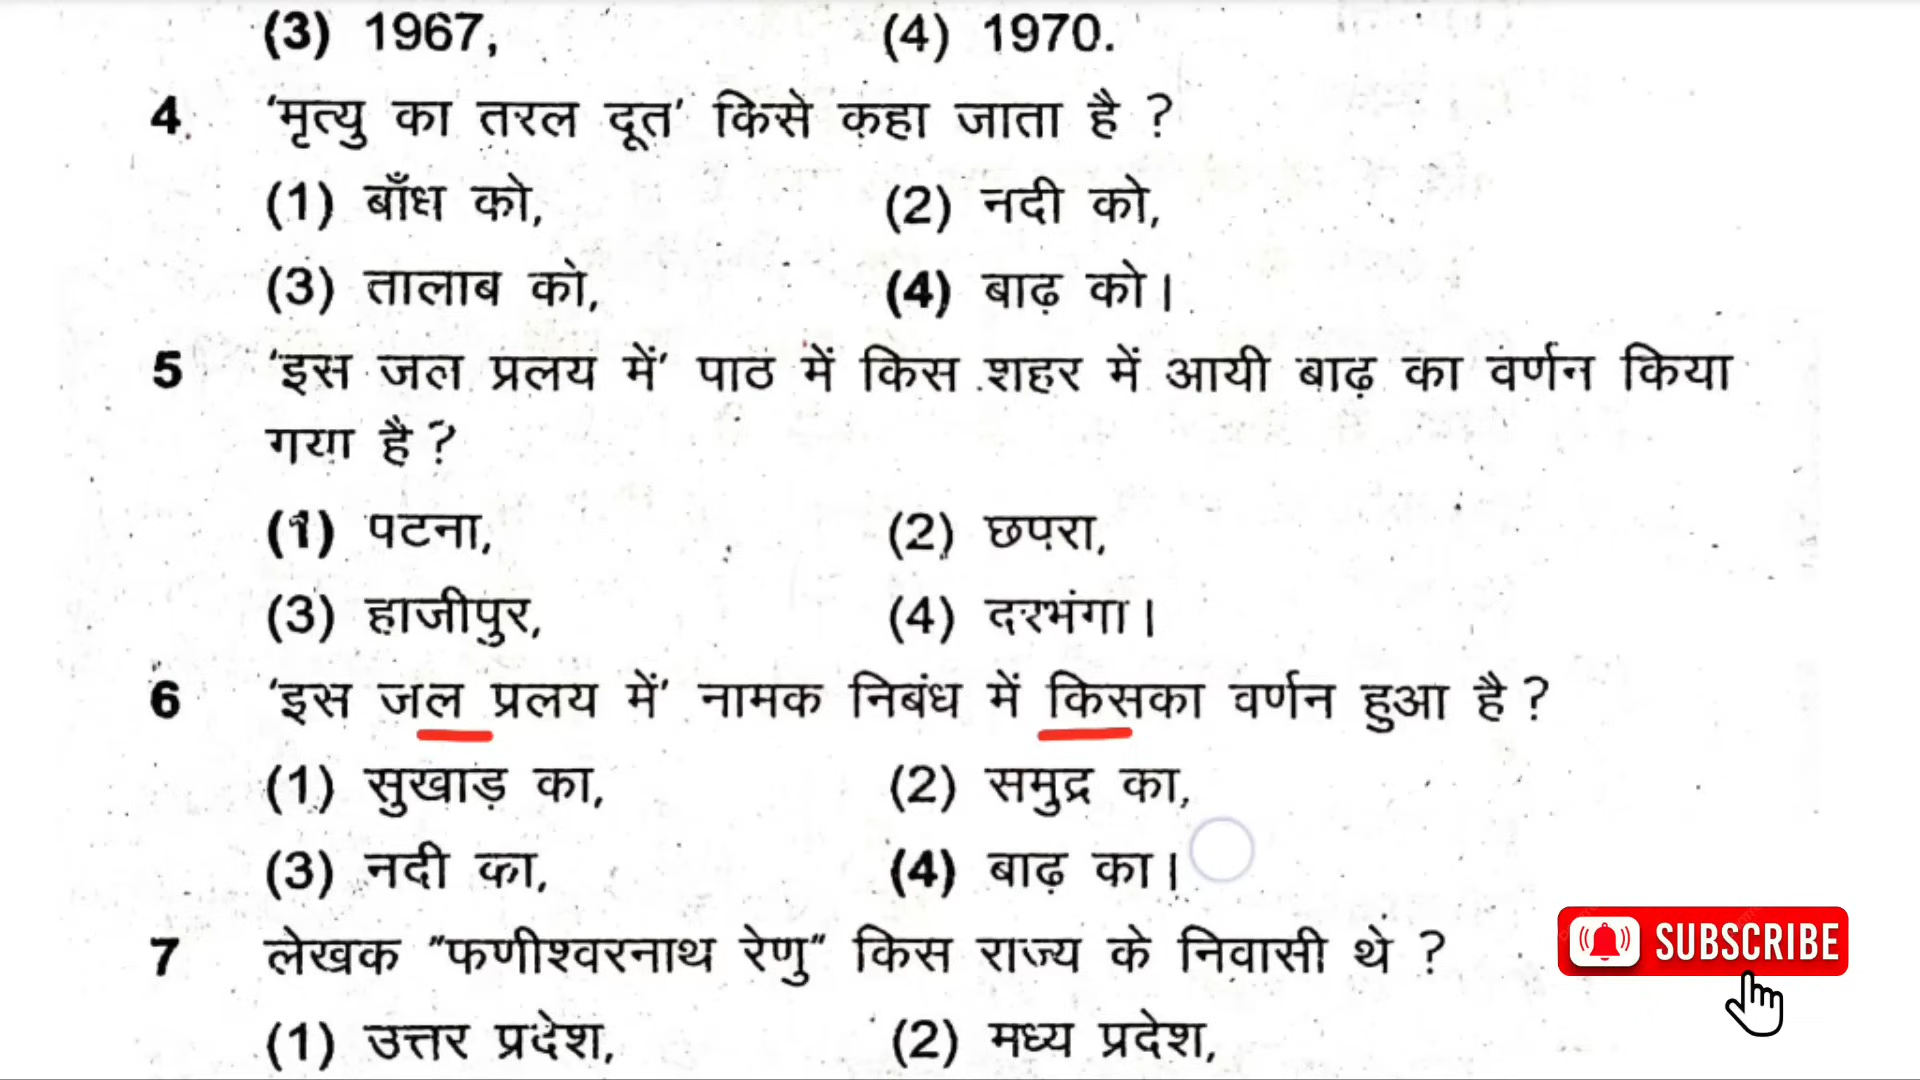 (3) 1967, (4) 1970.
4. 'मृत्यु का तरल दूत' किसे कहा जाता है ?
(1) बाँध को, (2) नदी को,
(3) तालाब को, (4) बाढ़ को।
5 'इस जल प्रलय में' पाठ में किस शहर में आयी बाढ़ का वर्णन किया
गया है ?
(1) पटना, (2) छपरा,
(3) हाजीपुर, (4) दरभंगा।
6 'इस जल प्रलय में' नामक निबंध में किसका वर्णन हुआ है ?
(1) सुखाड़ का, (2) समुद्र का,
(3) नदी का, (4) बाढ़ का।
7 लेखक "फणीश्वरनाथ रेणु" किस राज्य के निवासी थे ?
SUBSCRIBE
(1) उत्तर प्रदेश, (2) मध्य प्रदेश,